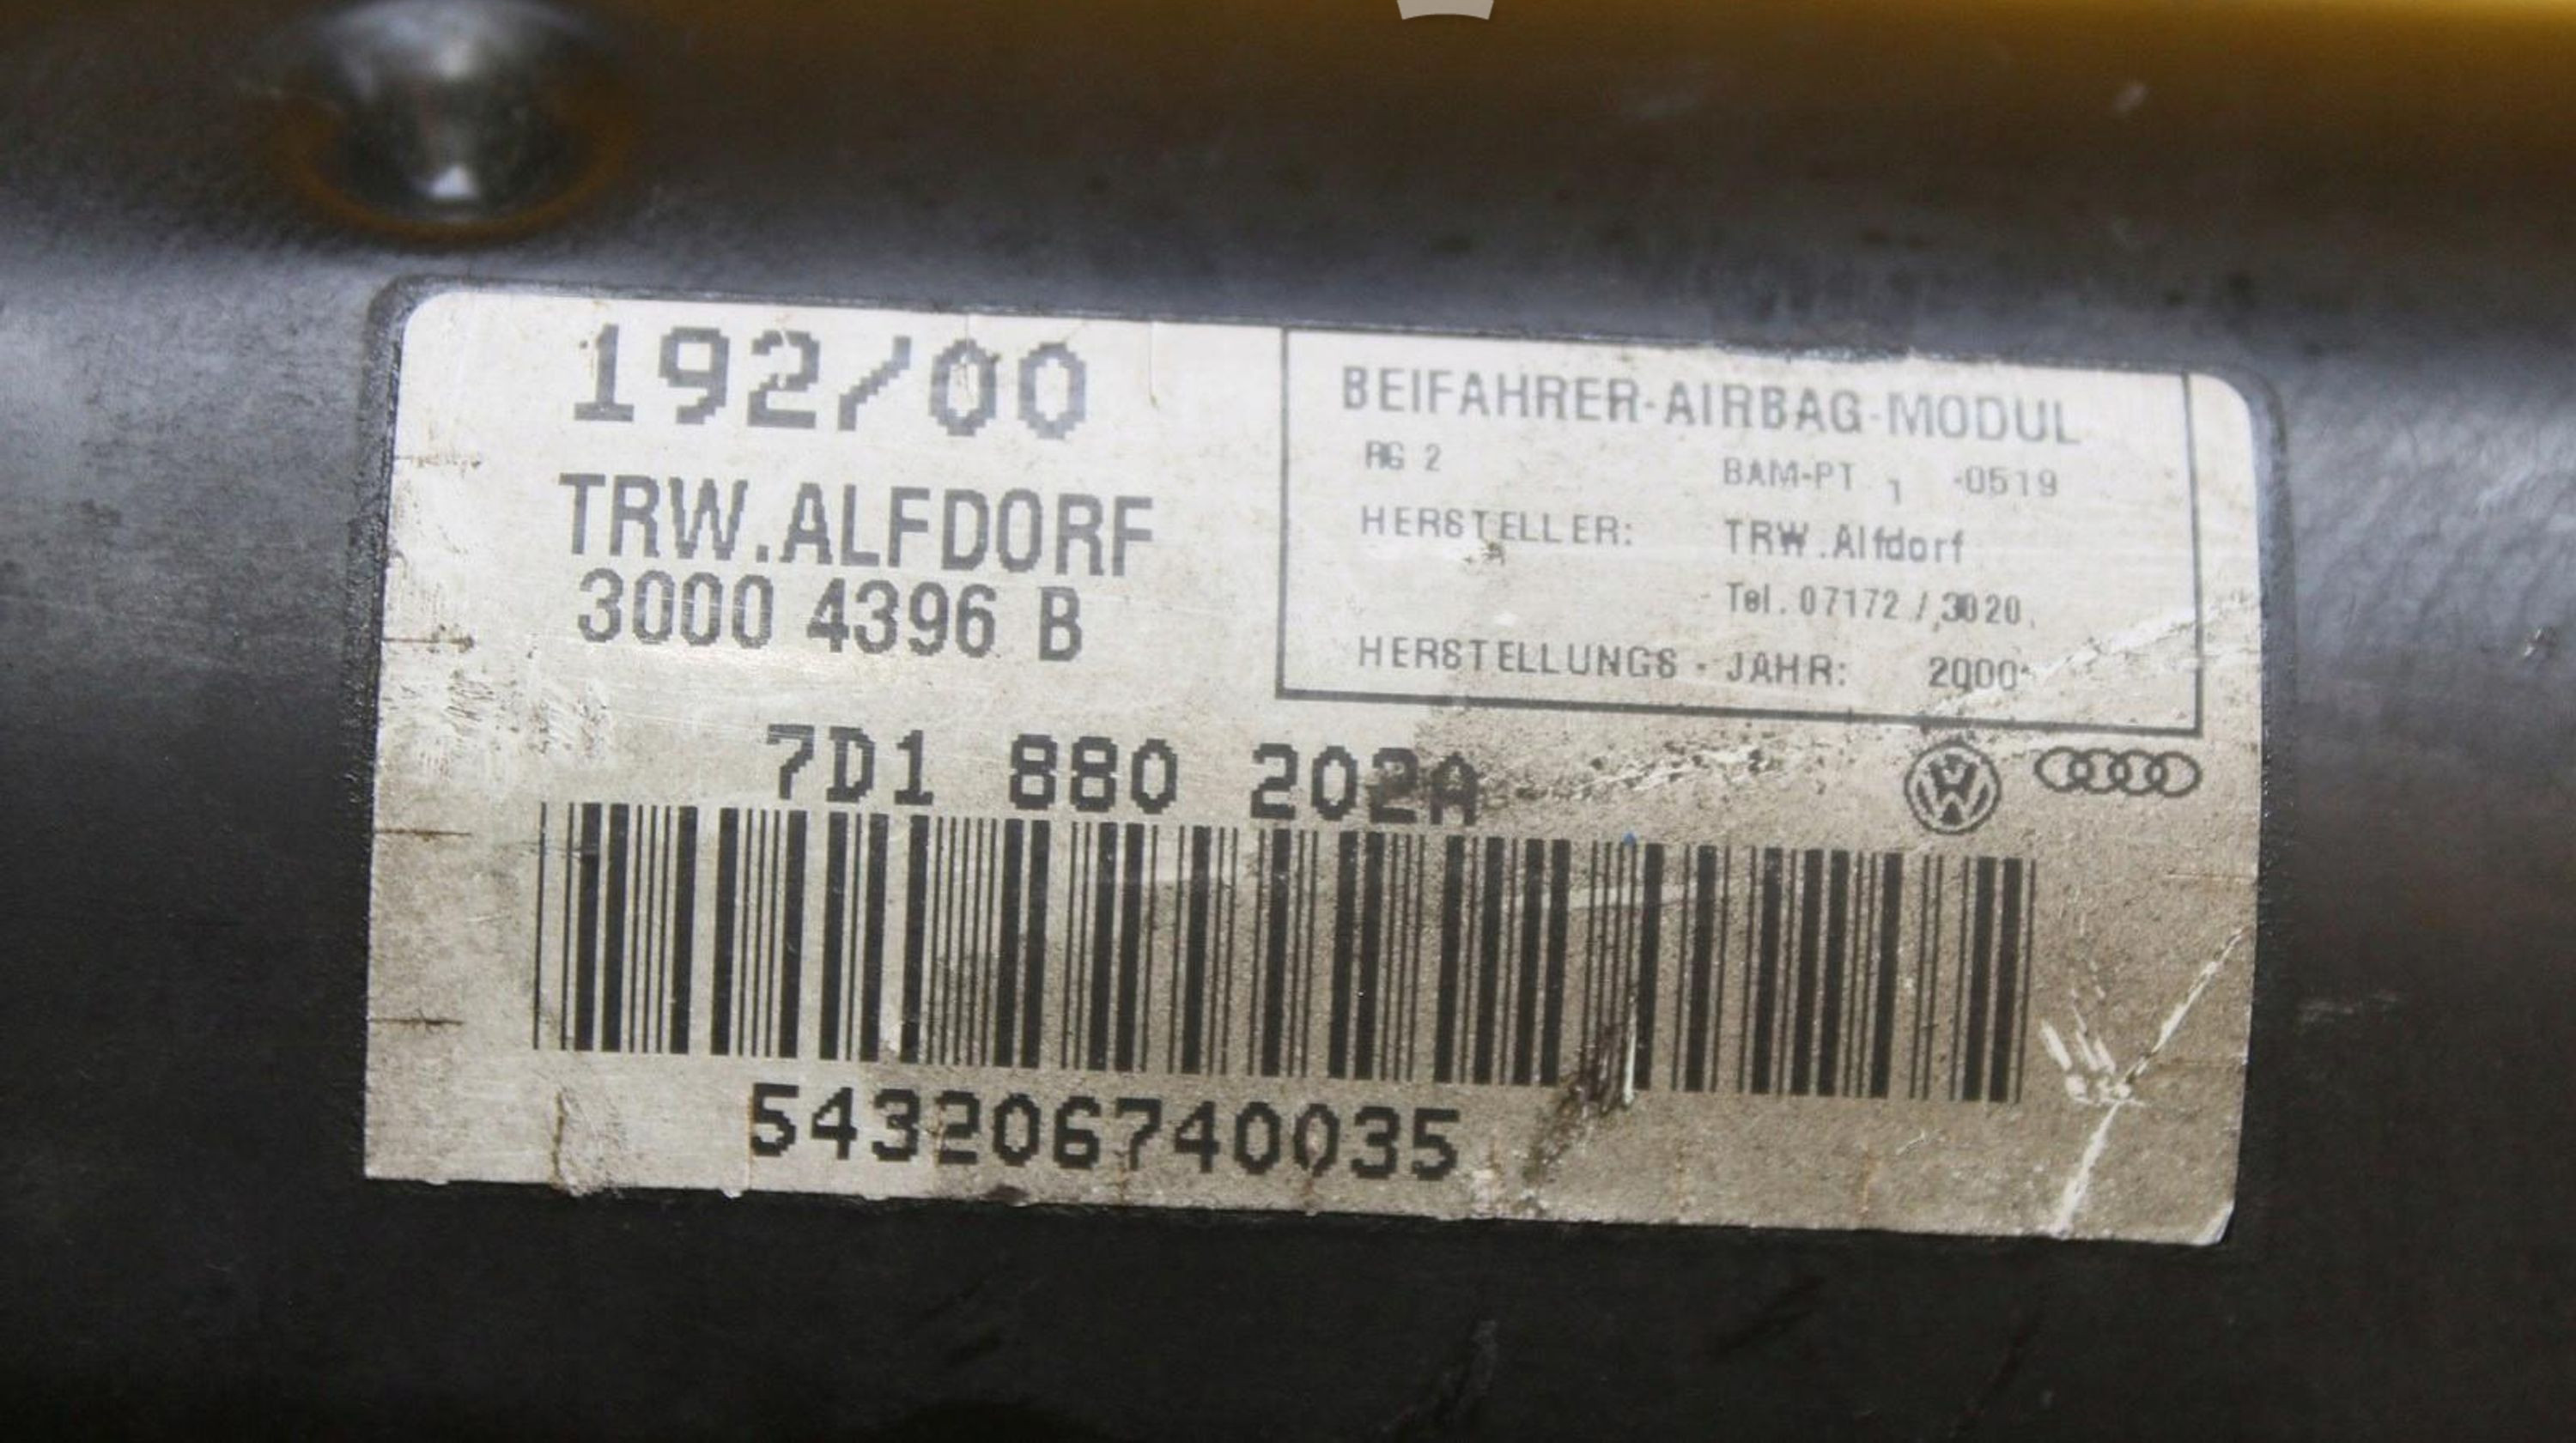 192/00
TRW.ALFDORF
3000 4396 B
BEIFAHRER-AIRBAG-MODUL
RG 2 BAM-PT 1 -0519
HERSTELLER: TRW.Alfdorf
Tel. 07172 / 3020
HERSTELLUNGS - JAHR: 2000
7D1 880 202A
VW
543206740035